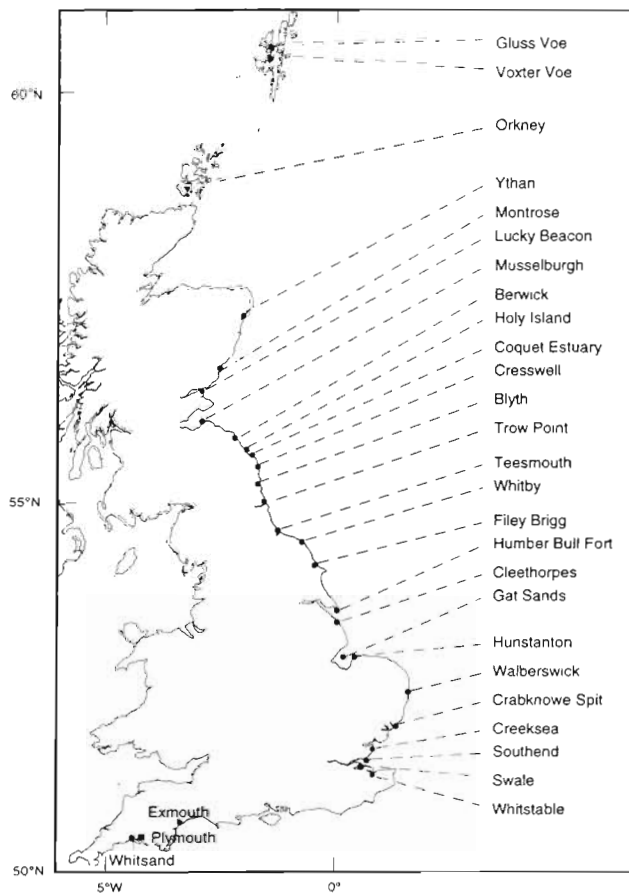 Gluss Voe
Voxter Voe
60°N
Orkney
Ythan
Montrose
Lucky Beacon
Musselburgh
Berwick
Holy Island
Coquet Estuary
Cresswell
Blyth
Trow Point
Teesmouth
55°N
Whitby
Filey Brigg
Humber Bull Fort
Cleethorpes
Gat Sands
Hunstanton
Walberswick
Crabknowe Spit
Creeksea
Southend
Swale
Whitstable
Exmouth
Plymouth
Whitsand
50°N
5°W
0°